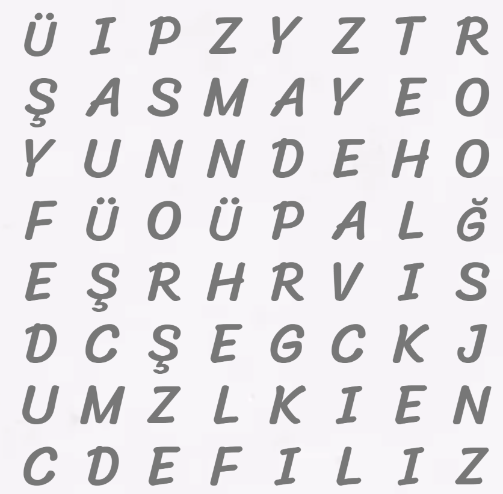 Ü I P Z Y Z T R
Ş A S M A Y E O
Y U N N D E H O
F Ü O Ü P A L Ğ
E Ş R H R V I S
D C Ş E G C K J
U M Z L K I E N
C D E F I L I Z